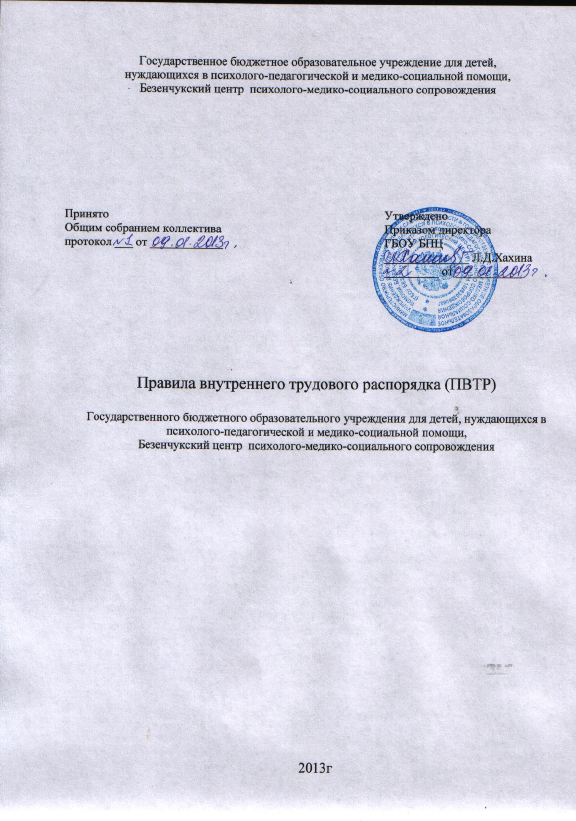 Государственное бюджетное образовательное учреждение для детей,
нуждающихся в психолого-педагогической и медико-социальной помощи,
Безенчукский центр психолого-медико-социального сопровождения
Принято
Общим собранием коллектива
протокол №1 от 09.01.2013г.
Утверждено
Приказом директора
ГБОУ БПЦ
Л.Д.Хахина
от 09.01.2013г.
Правила внутреннего трудового распорядка (ПВТР)
Государственного бюджетного образовательного учреждения для детей, нуждающихся в
психолого-педагогической и медико-социальной помощи,
Безенчукский центр психолого-медико-социального сопровождения
2013г